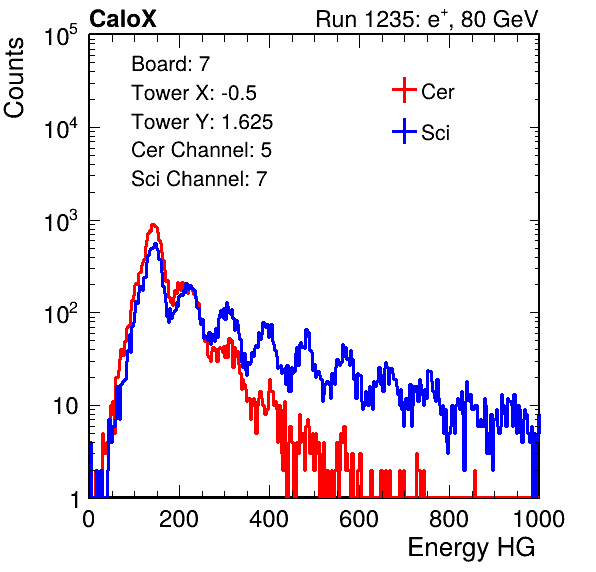 CaloX Run 1235: e⁺, 80 GeV
Counts
Board: 7
Tower X: -0.5
Tower Y: 1.625
Cer Channel: 5
Sci Channel: 7
Cer
Sci
10⁵
10⁴
10³
10²
10
1
0 200 400 600 800 1000
Energy HG